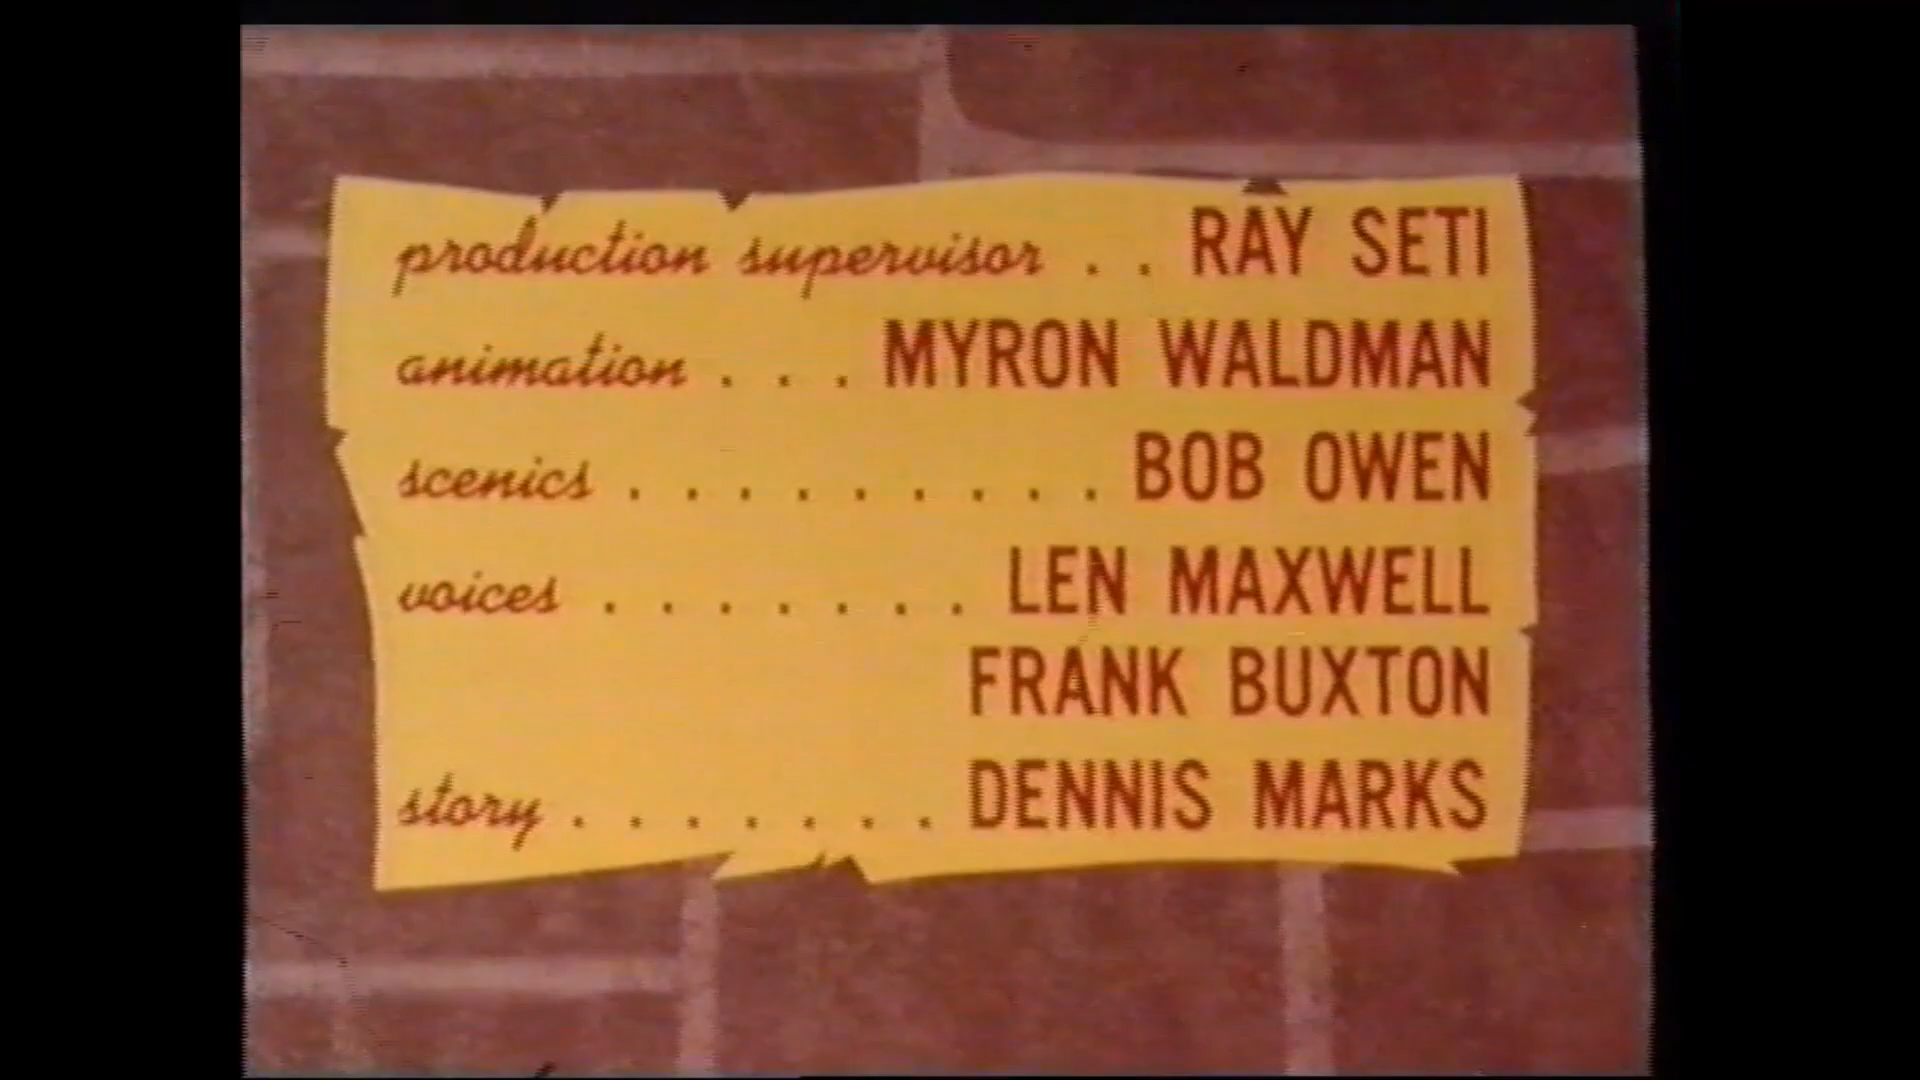 production supervisor . . RAY SETI
animation . . . MYRON WALDMAN
scenics . . . . . . . . . BOB OWEN
voices . . . . . . . LEN MAXWELL
FRANK BUXTON
story . . . . . . . DENNIS MARKS